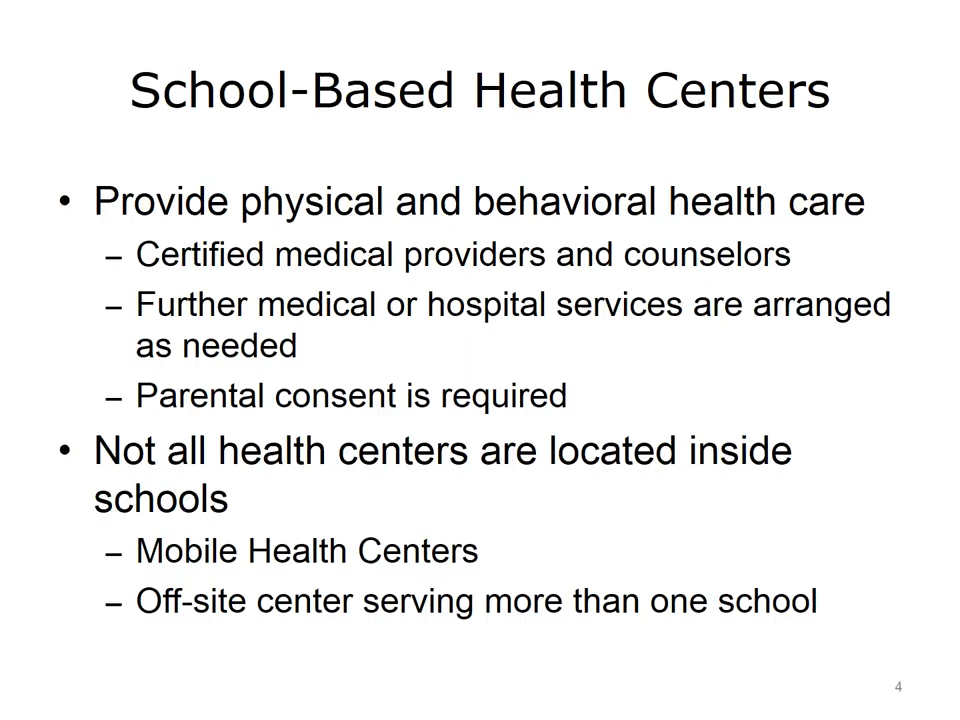 School-Based Health Centers
• Provide physical and behavioral health care
– Certified medical providers and counselors
– Further medical or hospital services are arranged
as needed
– Parental consent is required
• Not all health centers are located inside
schools
– Mobile Health Centers
– Off-site center serving more than one school
4